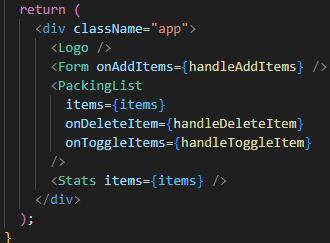 return (
<div className="app">
<Logo />
<Form onAddItems={handleAddItems} />
<PackingList
items={items}
onDeleteItem={handleDeleteItem}
onToggleItems={handleToggleItem}
/>
<Stats items={items} />
</div>
);
}